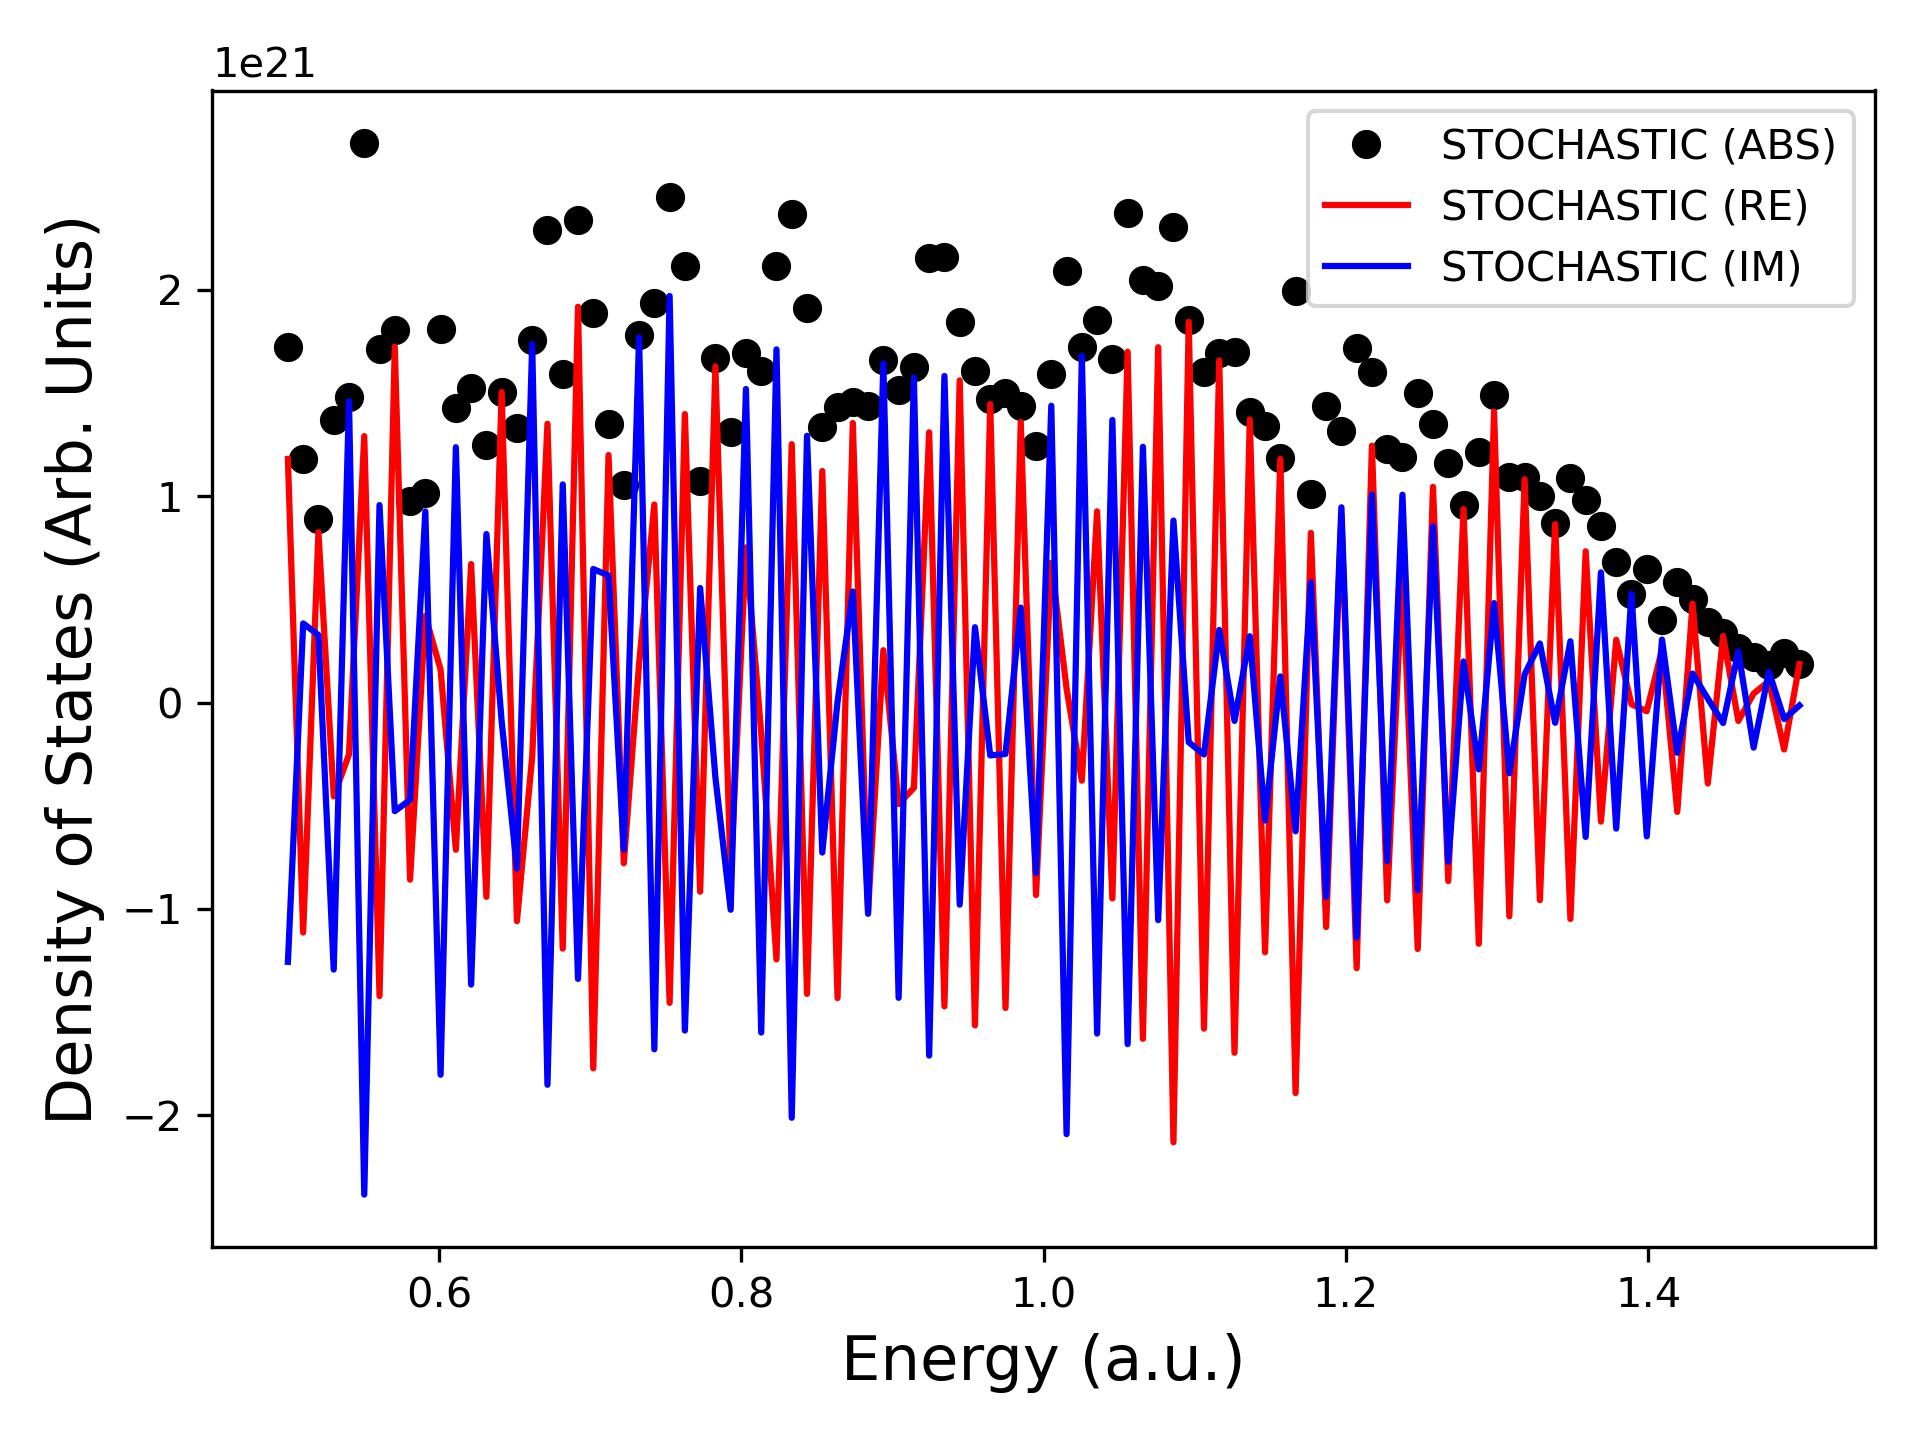 1e21
STOCHASTIC (ABS)
STOCHASTIC (RE)
STOCHASTIC (IM)
Density of States (Arb. Units)
2
1
0
−1
−2
0.6 0.8 1.0 1.2 1.4
Energy (a.u.)